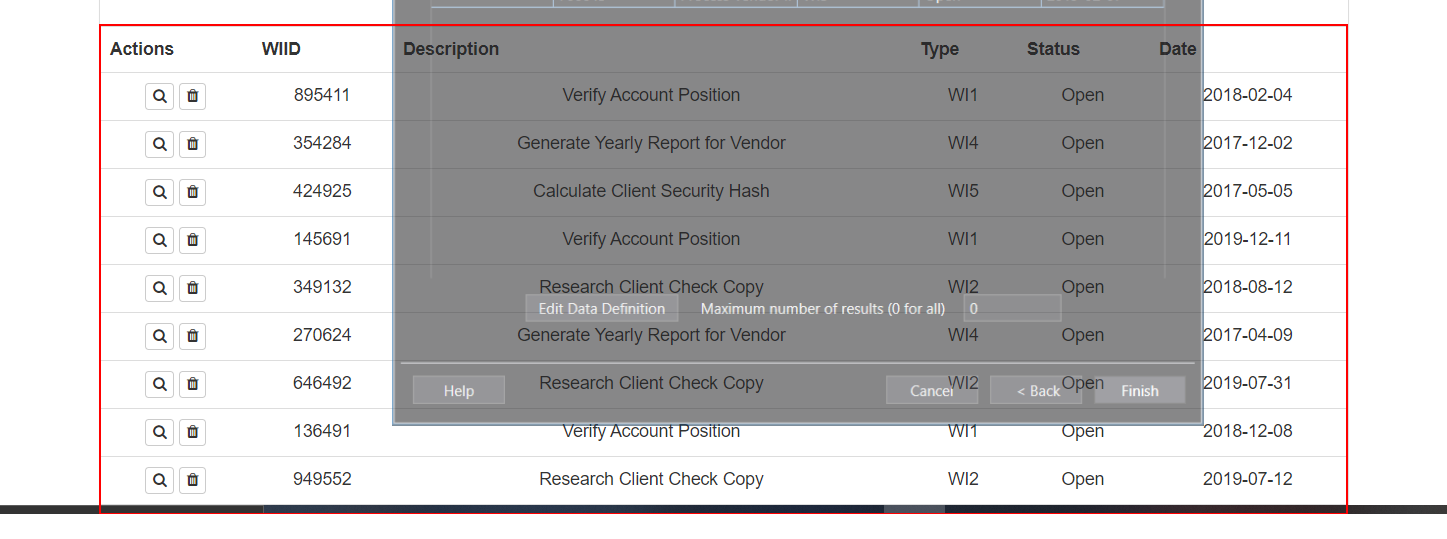 Actions WIID Description Type Status Date
895411 Verify Account Position WI1 Open 2018-02-04
354284 Generate Yearly Report for Vendor WI4 Open 2017-12-02
424925 Calculate Client Security Hash WI5 Open 2017-05-05
145691 Verify Account Position WI1 Open 2019-12-11
349132 Research Client Check Copy WI2 Open 2018-08-12
Edit Data Definition Maximum number of results (0 for all) 0
270624 Generate Yearly Report for Vendor WI4 Open 2017-04-09
646492 Research Client Check Copy WI2 Open 2019-07-31
Help Cancel < Back Finish
136491 Verify Account Position WI1 Open 2018-12-08
949552 Research Client Check Copy WI2 Open 2019-07-12